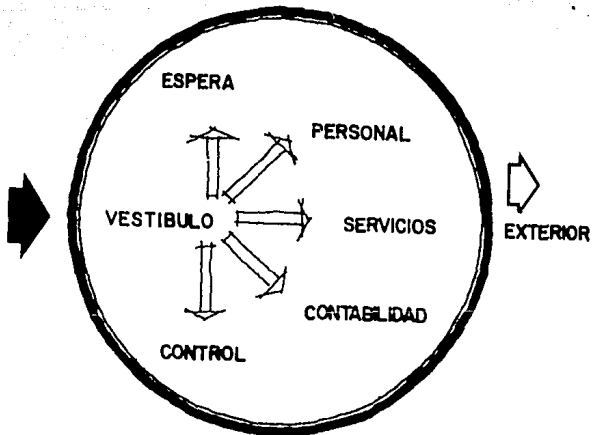 ESPERA
PERSONAL
VESTIBULO
SERVICIOS
EXTERIOR
CONTABILIDAD
CONTROL